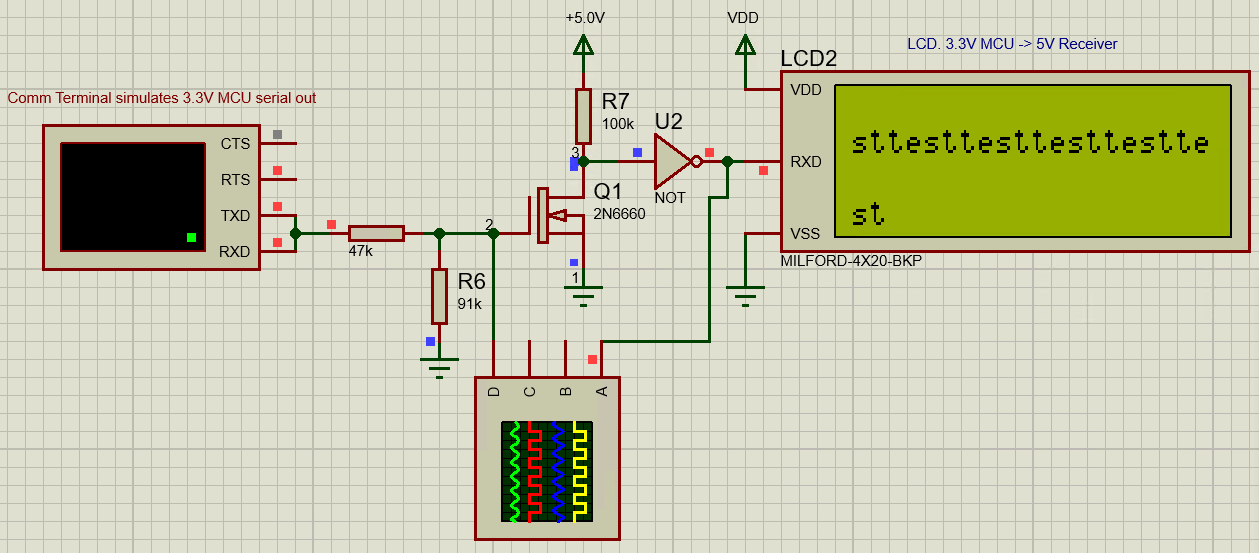 +5.0V
VDD
LCD. 3.3V MCU -> 5V Receiver
LCD2
Comm Terminal simulates 3.3V MCU serial out
R7
100k
VDD
U2
CTS
sttesttesttesttestte
3
RXD
RTS
Q1
NOT
TXD
2N6660
st
2
VSS
RXD
47k
MILFORD-4X20-BKP
1
R6
91k
D
C
B
A